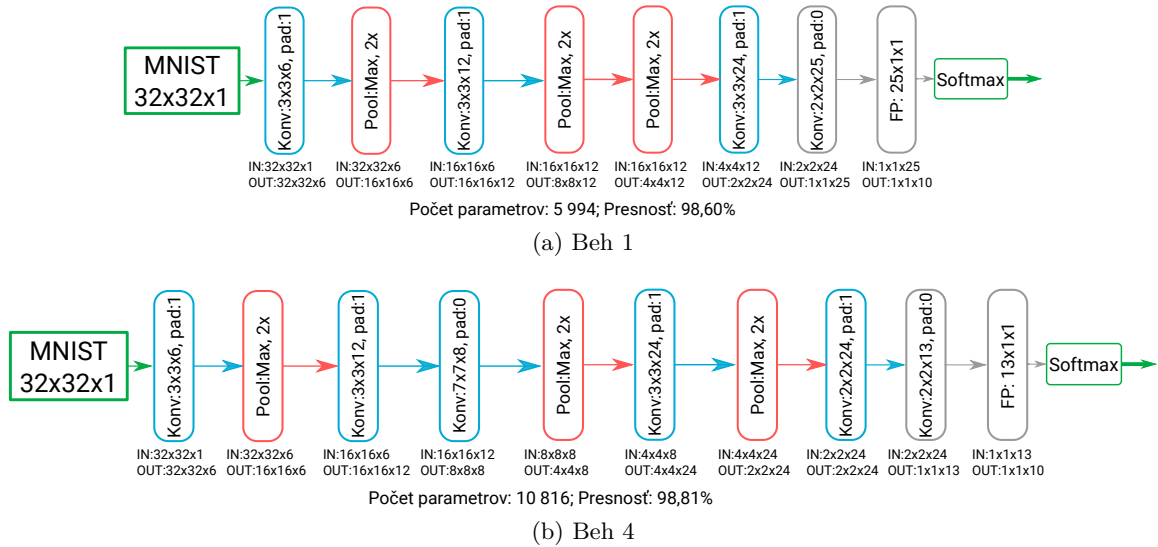 MNIST
32x32x1
Konv:3x3x6, pad:1
Pool:Max, 2x
Konv:3x3x12, pad:1
Pool:Max, 2x
Pool:Max, 2x
Konv:3x3x24, pad:1
Konv:2x2x25, pad:0
FP: 25x1x1
Softmax
IN:32x32x1
OUT:32x32x6
IN:32x32x6
OUT:16x16x6
IN:16x16x6
OUT:16x16x12
IN:16x16x12
OUT:8x8x12
IN:16x16x12
OUT:4x4x12
IN:4x4x12
OUT:2x2x24
IN:2x2x24
OUT:1x1x25
IN:1x1x25
OUT:1x1x10
Počet parametrov: 5 994; Presnosť: 98,60%
(a) Beh 1
MNIST
32x32x1
Konv:3x3x6, pad:1
Pool:Max, 2x
Konv:3x3x12, pad:1
Konv:7x7x8, pad:0
Pool:Max, 2x
Konv:3x3x24, pad:1
Pool:Max, 2x
Konv:2x2x24, pad:1
Konv:2x2x13, pad:0
FP: 13x1x1
Softmax
IN:32x32x1
OUT:32x32x6
IN:32x32x6
OUT:16x16x6
IN:16x16x6
OUT:16x16x12
IN:16x16x12
OUT:8x8x8
IN:8x8x8
OUT:4x4x8
IN:4x4x8
OUT:4x4x24
IN:4x4x24
OUT:2x2x24
IN:2x2x24
OUT:2x2x24
IN:2x2x24
OUT:1x1x13
IN:1x1x13
OUT:1x1x10
Počet parametrov: 10 816; Presnosť: 98,81%
(b) Beh 4